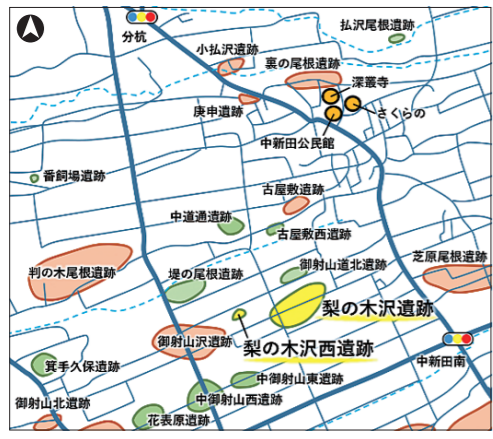 分杭
払沢尾根遺跡
小払沢遺跡
裏の尾根遺跡
深叢寺
庚申遺跡
さくらの
中新田公民館
番飼場遺跡
古屋敷遺跡
中道通遺跡
古屋敷西遺跡
御射山道北遺跡
芝原尾根遺跡
判の木尾根遺跡
堤の尾根遺跡
梨の木沢遺跡
御射山沢遺跡
梨の木沢西遺跡
中新田南
箕手久保遺跡
中御射山東遺跡
御射山北遺跡
中御射山西遺跡
花表原遺跡